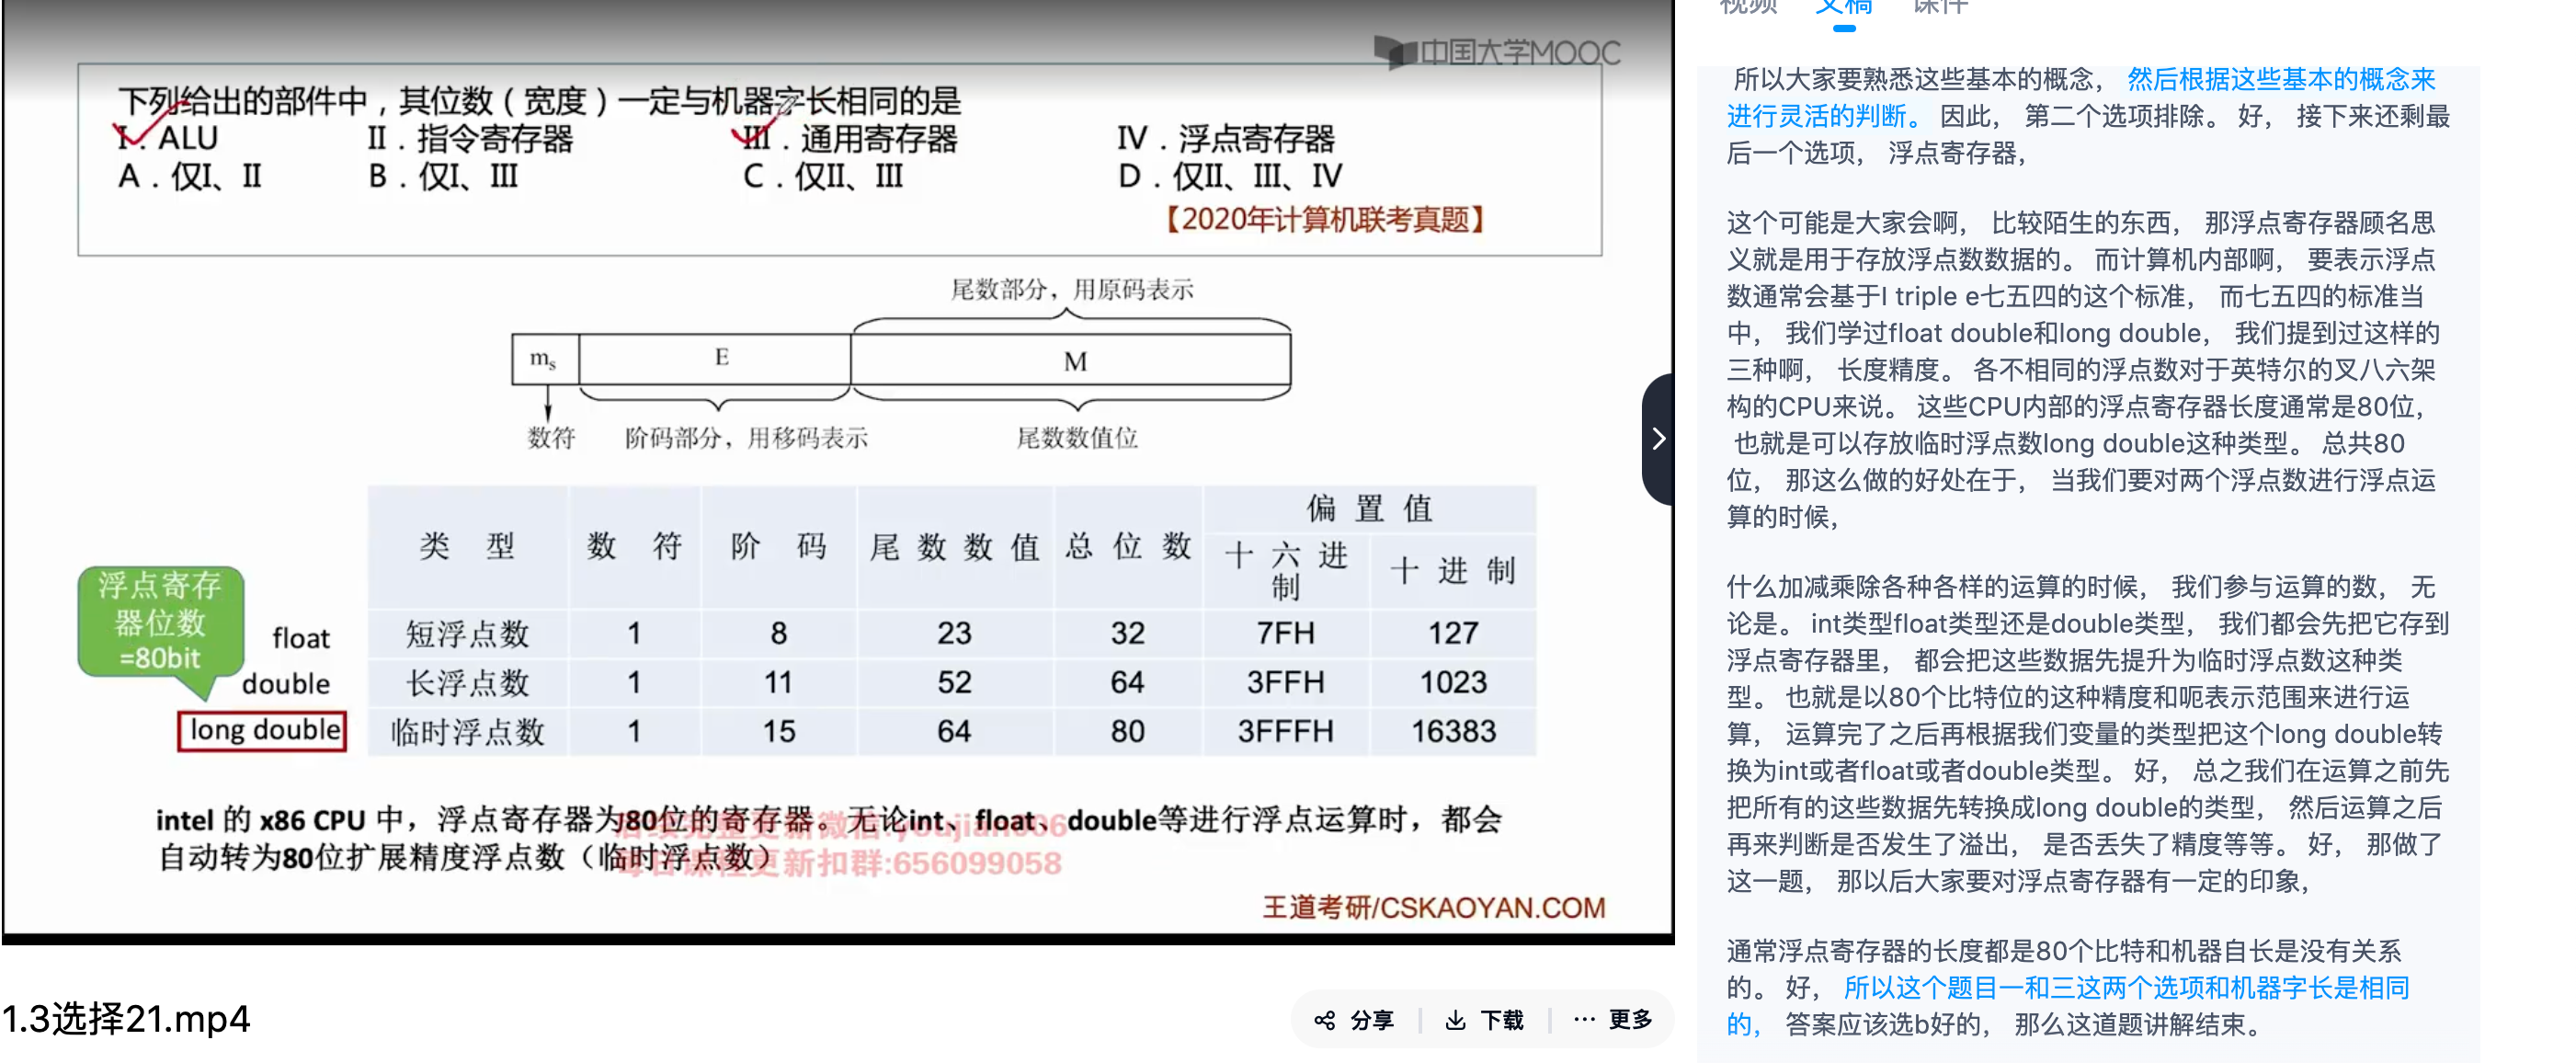 中国大学MOOC
下列给出的部件中，其位数（宽度）一定与机器字长相同的是
I．ALU II．指令寄存器 III．通用寄存器 IV．浮点寄存器
A．仅I、II B．仅I、III C．仅II、III D．仅II、III、IV
【2020年计算机联考真题】
尾数部分，用原码表示
ms E M
数符 阶码部分，用移码表示 尾数数值位
类 型 数 符 阶 码 尾数数值 总位数 偏置值
十六进制 十进制
浮点寄存
器位数
=80bit
float 短浮点数 1 8 23 32 7FH 127
double 长浮点数 1 11 52 64 3FFH 1023
long double 临时浮点数 1 15 64 80 3FFFH 16383
intel 的 x86 CPU 中，浮点寄存器为80位的寄存器。无论int、float、double等进行浮点运算时，都会
自动转为80位扩展精度浮点数（临时浮点数）
后续完整更新微信:youjian006
每日课程更新扣群:656099058
王道考研/CSKAOYAN.COM
1.3选择21.mp4
分享 下载 ··· 更多
视频 文稿 课件
所以大家要熟悉这些基本的概念， 然后根据这些基本的概念来
进行灵活的判断。 因此， 第二个选项排除。 好， 接下来还剩最
后一个选项， 浮点寄存器，
这个可能是大家会啊， 比较陌生的东西， 那浮点寄存器顾名思
义就是用于存放浮点数数据的。 而计算机内部啊， 要表示浮点
数通常会基于I triple e七五四的这个标准， 而七五四的标准当
中， 我们学过float double和long double， 我们提到过这样的
三种啊， 长度精度。 各不相同的浮点数对于英特尔的叉八六架
构的CPU来说。 这些CPU内部的浮点寄存器长度通常是80位，
也就是可以存放临时浮点数long double这种类型。 总共80
位， 那这么做的好处在于， 当我们要对两个浮点数进行浮点运
算的时候，
什么加减乘除各种各样的运算的时候， 我们参与运算的数， 无
论是。 int类型float类型还是double类型， 我们都会先把它存到
浮点寄存器里， 都会把这些数据先提升为临时浮点数这种类
型。 也就是以80个比特位的这种精度和呃表示范围来进行运
算， 运算完了之后再根据我们变量的类型把这个long double转
换为int或者float或者double类型。 好， 总之我们在运算之前先
把所有的这些数据先转换成long double的类型， 然后运算之后
再来判断是否发生了溢出， 是否丢失了精度等等。 好， 那做了
这一题， 那以后大家要对浮点寄存器有一定的印象，
通常浮点寄存器的长度都是80个比特和机器自长是没有关系
的。 好， 所以这个题目一和三这两个选项和机器字长是相同
的， 答案应该选b好的， 那么这道题讲解结束。